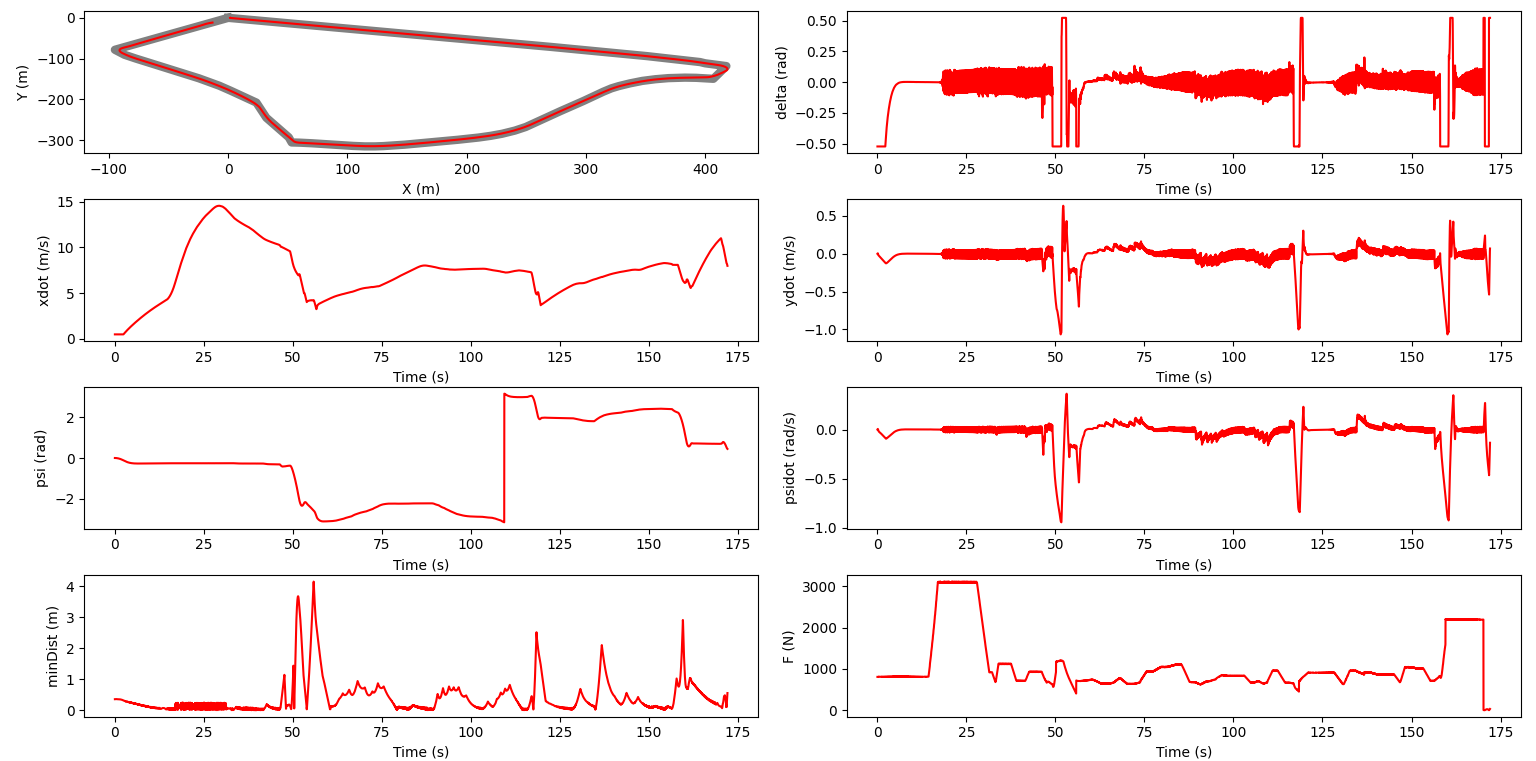 0
−100
−200
−300
Y (m)
−100 0 100 200 300 400
X (m)
0.50
0.25
0.00
−0.25
−0.50
delta (rad)
0 25 50 75 100 125 150 175
Time (s)
15
10
5
0
xdot (m/s)
0 25 50 75 100 125 150 175
Time (s)
0.5
0.0
−0.5
−1.0
ydot (m/s)
0 25 50 75 100 125 150 175
Time (s)
2
0
−2
psi (rad)
0 25 50 75 100 125 150 175
Time (s)
0.0
−0.5
−1.0
psidot (rad/s)
0 25 50 75 100 125 150 175
Time (s)
4
3
2
1
0
minDist (m)
0 25 50 75 100 125 150 175
Time (s)
3000
2000
1000
0
F (N)
0 25 50 75 100 125 150 175
Time (s)